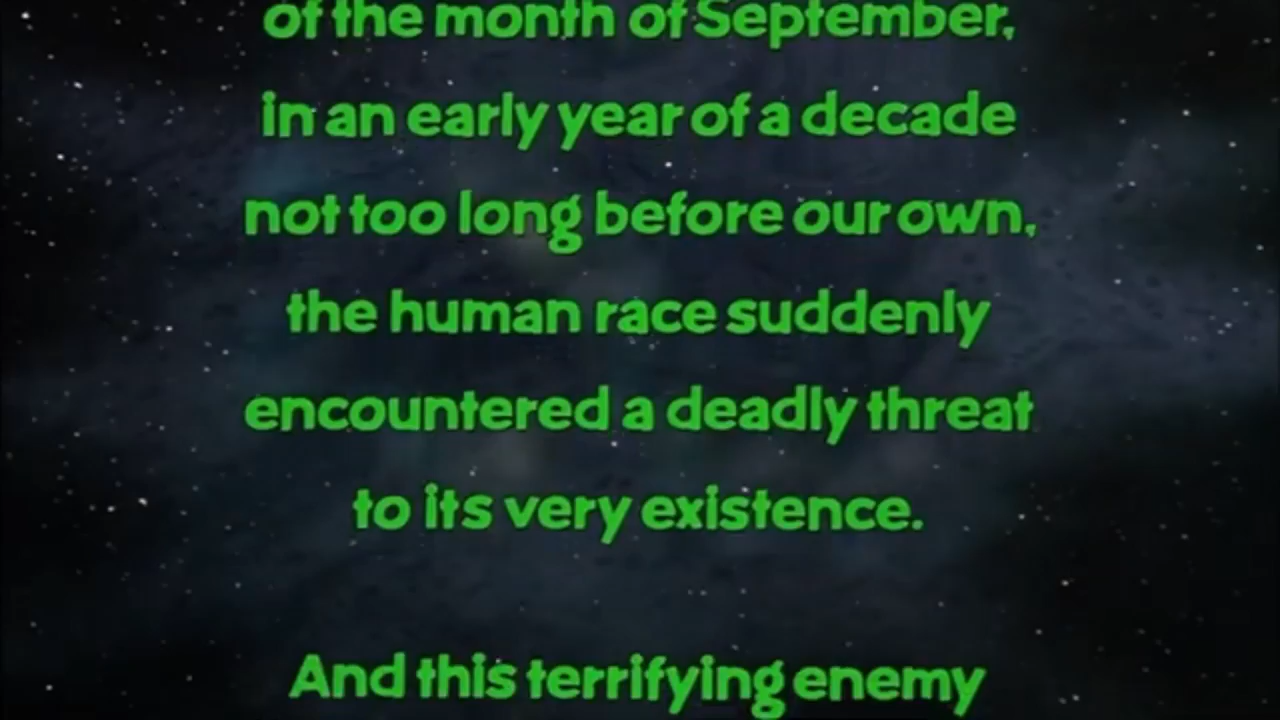 of the month of September,
in an early year of a decade
not too long before our own,
the human race suddenly
encountered a deadly threat
to its very existence.
And this terrifying enemy